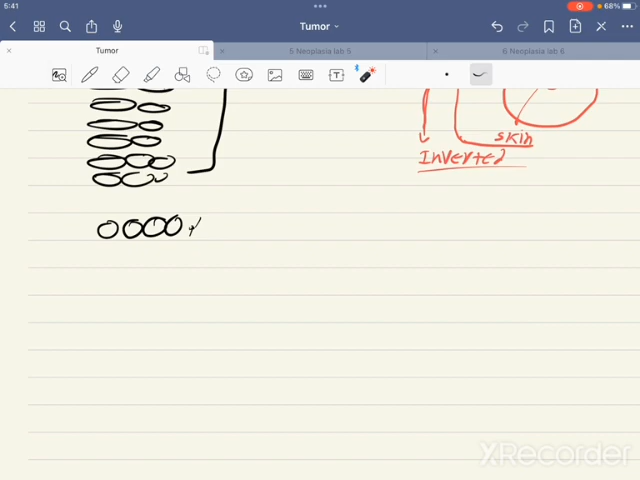 5:41
68%
Tumor
Tumor
5 Neoplasia lab 5
6 Neoplasia lab 6
T
skin
Inverted
XRecorder